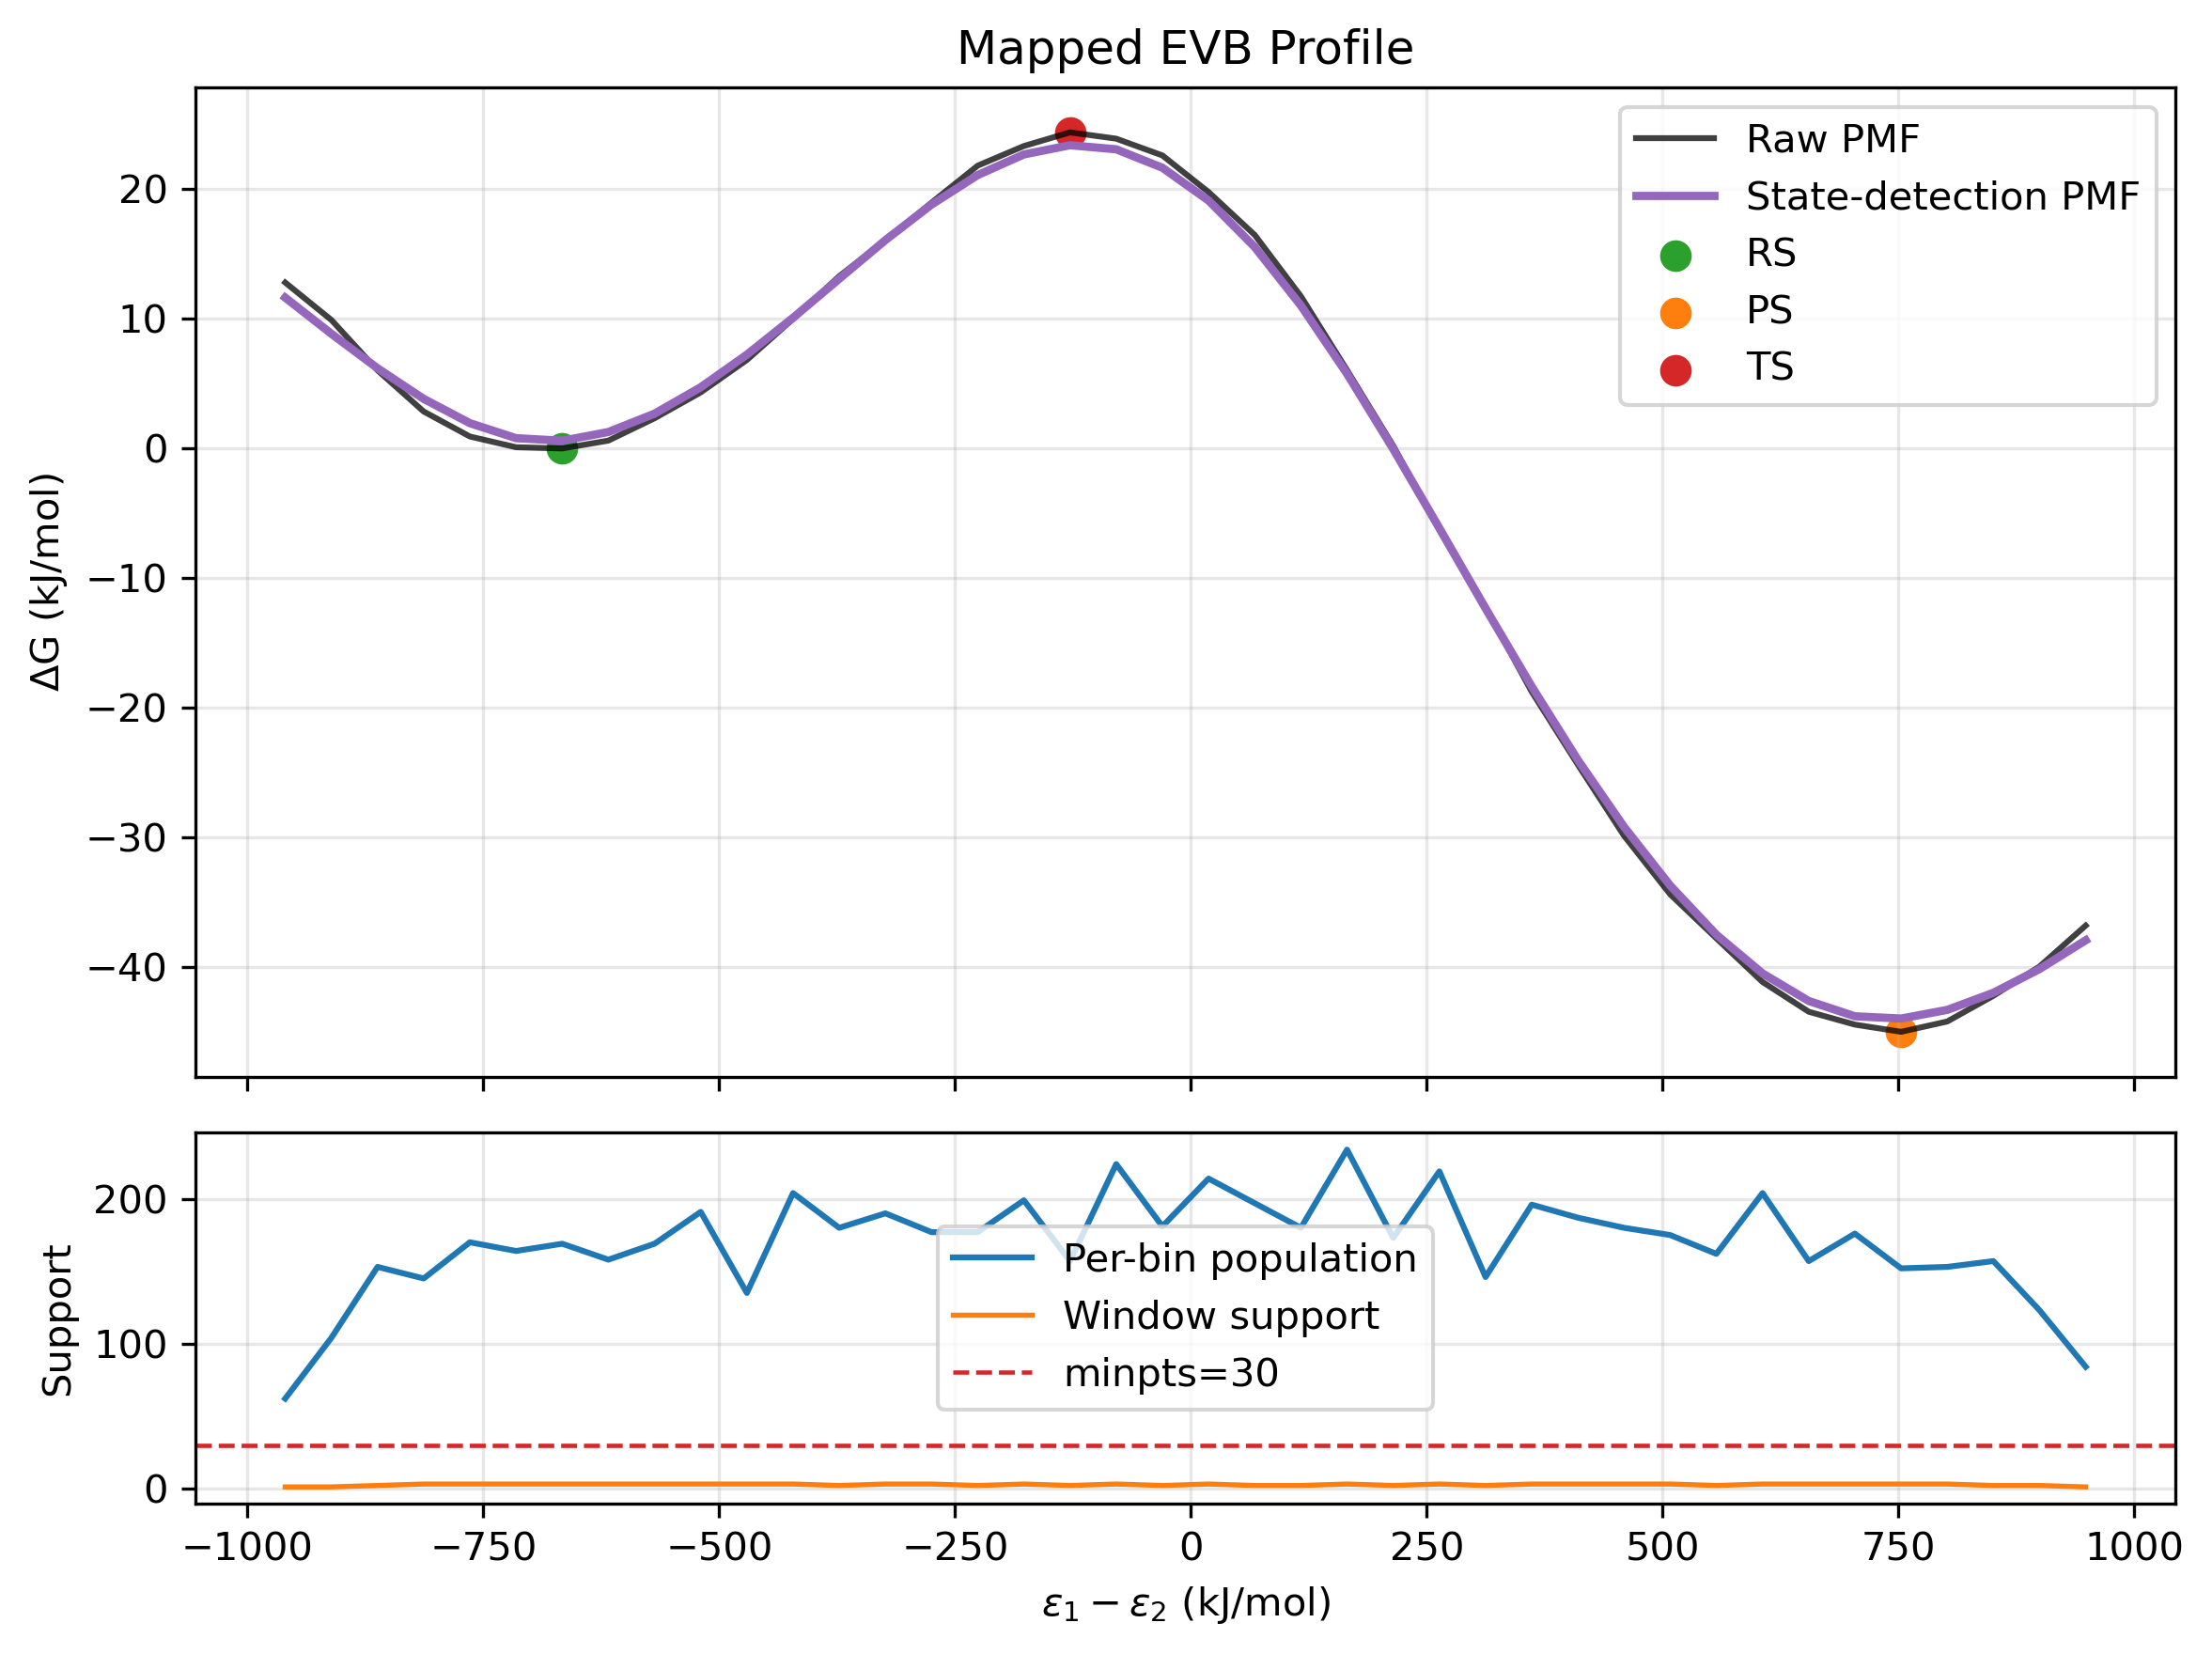 Mapped EVB Profile
ΔG (kJ/mol)
20
10
0
−10
−20
−30
−40
Raw PMF
State-detection PMF
RS
PS
TS
Support
200
100
0
Per-bin population
Window support
minpts=30
−1000 −750 −500 −250 0 250 500 750 1000
ε₁ − ε₂ (kJ/mol)